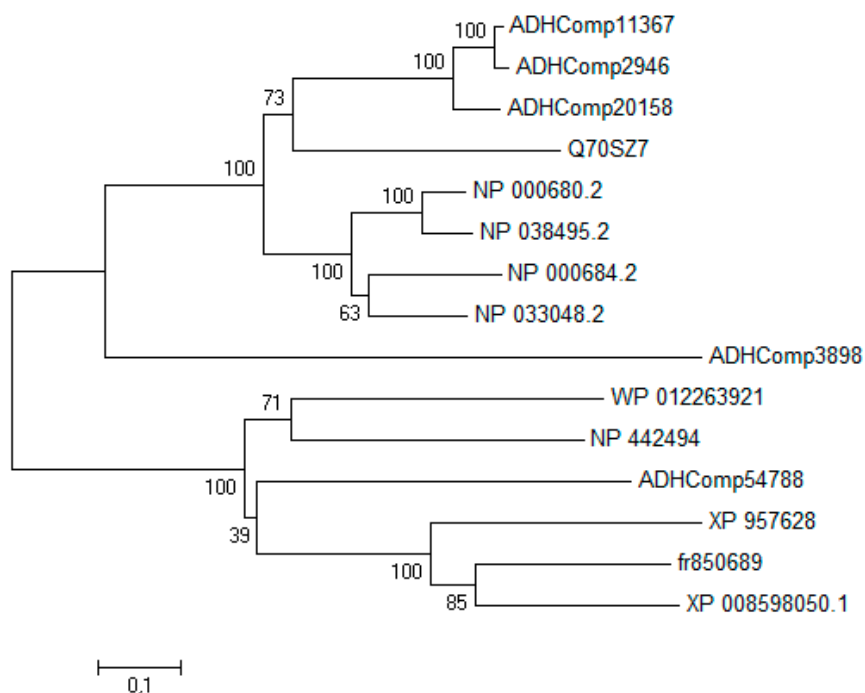 ADHComp11367
100
ADHComp2946
100
73
ADHComp20158
Q70SZ7
100
NP 000680.2
100
NP 038495.2
100
NP 000684.2
63
NP 033048.2
ADHComp3898
WP 012263921
71
NP 442494
100
ADHComp54788
39
XP 957628
100
fr850689
85
XP 008598050.1
0.1